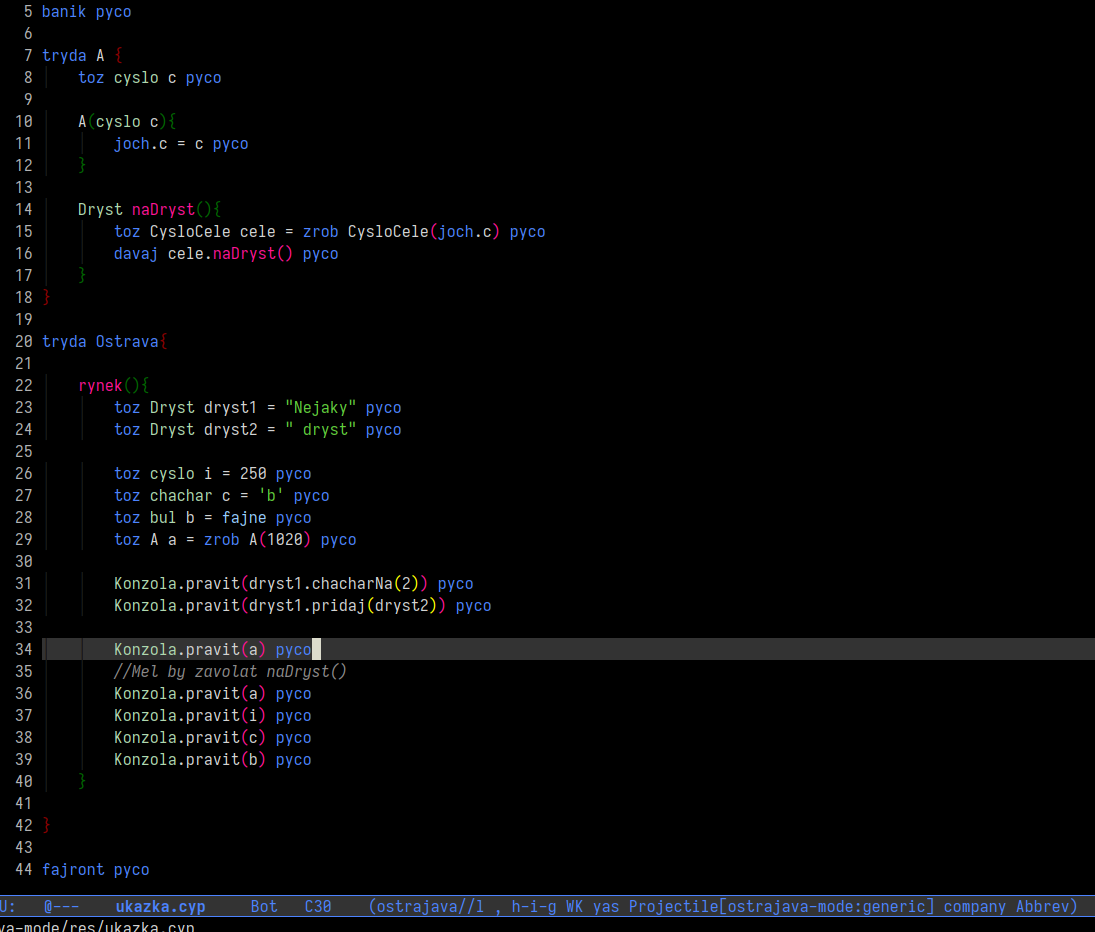 5 banik pyco
6
7 tryda A {
8     toz cyslo c pyco
9
10     A(cyslo c){
11         joch.c = c pyco
12     }
13
14     Dryst naDryst(){
15         toz CysloCele cele = zrob CysloCele(joch.c) pyco
16         davaj cele.naDryst() pyco
17     }
18 }
19
20 tryda Ostrava{
21
22     rynek(){
23         toz Dryst dryst1 = "Nejaky" pyco
24         toz Dryst dryst2 = " dryst" pyco
25
26         toz cyslo i = 250 pyco
27         toz chachar c = 'b' pyco
28         toz bul b = fajne pyco
29         toz A a = zrob A(1020) pyco
30
31         Konzola.pravit(dryst1.chacharNa(2)) pyco
32         Konzola.pravit(dryst1.pridaj(dryst2)) pyco
33
34         Konzola.pravit(a) pyco
35         //Mel by zavolat naDryst()
36         Konzola.pravit(a) pyco
37         Konzola.pravit(i) pyco
38         Konzola.pravit(c) pyco
39         Konzola.pravit(b) pyco
40     }
41
42 }
43
44 fajront pyco
U: @--- ukazka.cyp Bot C30 (ostrajava//l , h-i-g WK yas Projectile[ostrajava-mode:generic] company Abbrev)
va-mode/res/ukazka.cyp